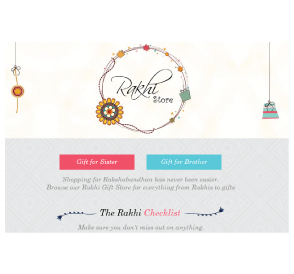 Rakhi
Store
Gift for Sister
Gift for Brother
Shopping for Rakshabandhan has never been easier.
Browse our Rakhi Gift Store for everything from Rakhis to gifts
The Rakhi Checklist
Make sure you don't miss out on anything.